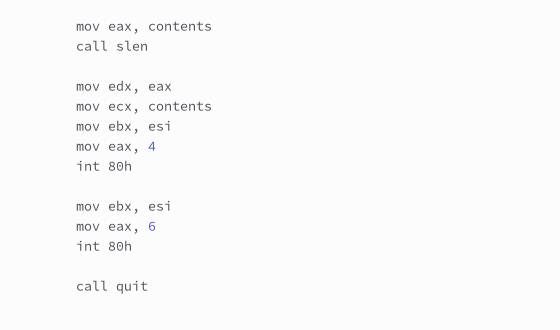 mov eax, contents
call slen
mov edx, eax
mov ecx, contents
mov ebx, esi
mov eax, 4
int 80h
mov ebx, esi
mov eax, 6
int 80h
call quit